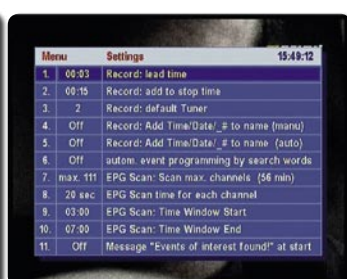 Menu Settings 15:49:12
1. 00:03 Record: lead time
2. 00:15 Record: add to stop time
3. 2 Record: default Tuner
4. Off Record: Add Time/Date/_# to name (manu)
5. Off Record: Add Time/Date/_# to name (auto)
6. Off autom. event programming by search words
7. max. 111 EPG Scan: Scan max. channels (56 min)
8. 20 sec EPG Scan time for each channel
9. 03:00 EPG Scan: Time Window Start
10. 07:00 EPG Scan: Time Window End
11. Off Message "Events of interest found!" at start